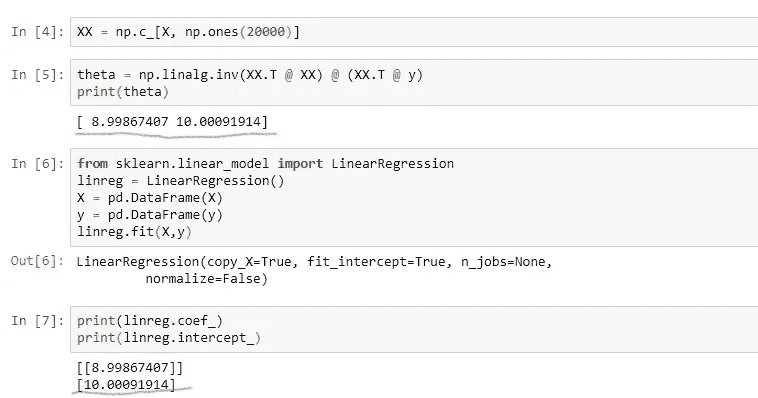 In [4]: XX = np.c_[X, np.ones(20000)]
In [5]: theta = np.linalg.inv(XX.T @ XX) @ (XX.T @ y)
print(theta)
[ 8.99867407 10.00091914]
In [6]: from sklearn.linear_model import LinearRegression
linreg = LinearRegression()
X = pd.DataFrame(X)
y = pd.DataFrame(y)
linreg.fit(X,y)
Out[6]: LinearRegression(copy_X=True, fit_intercept=True, n_jobs=None,
normalize=False)
In [7]: print(linreg.coef_)
print(linreg.intercept_)
[[8.99867407]]
[10.00091914]